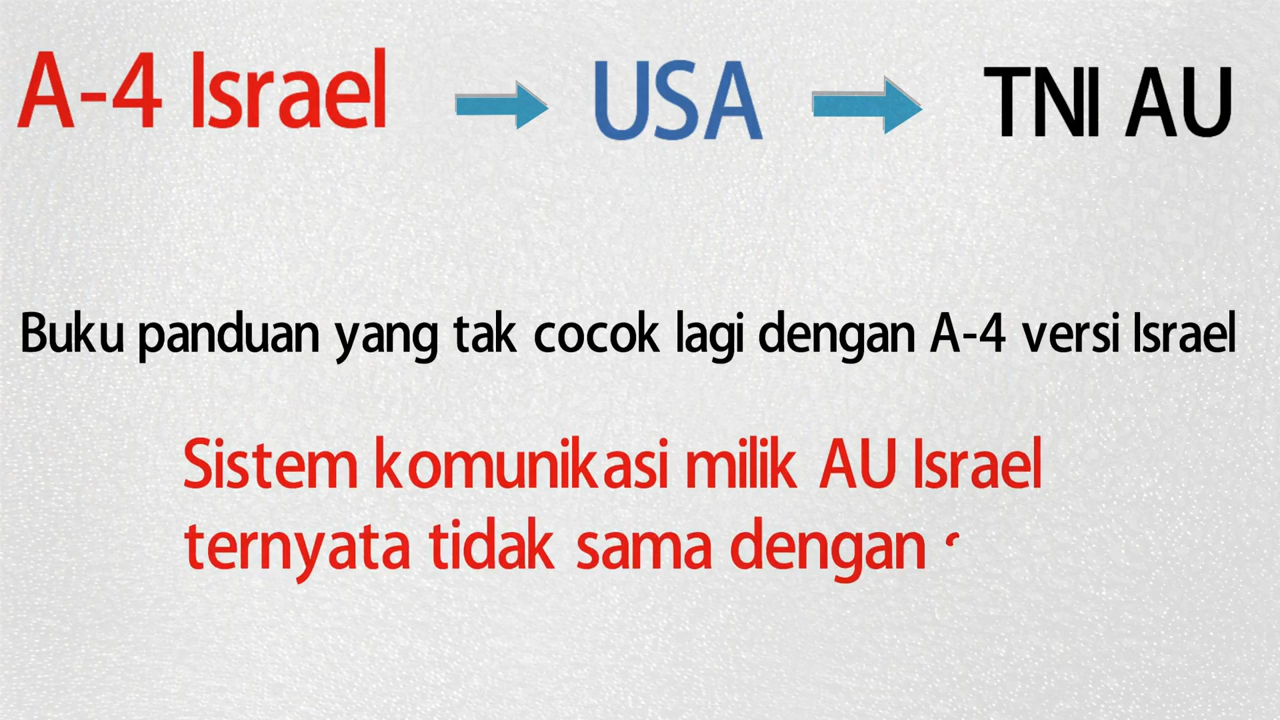 A-4 Israel USA TNI AU
Buku panduan yang tak cocok lagi dengan A-4 versi Israel
Sistem komunikasi milik AU Israel
ternyata tidak sama dengan